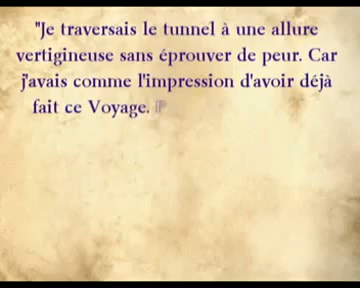 "Je traversais le tunnel à une allure
vertigineuse sans éprouver de peur. Car
j'avais comme l'impression d'avoir déjà
fait ce Voyage.